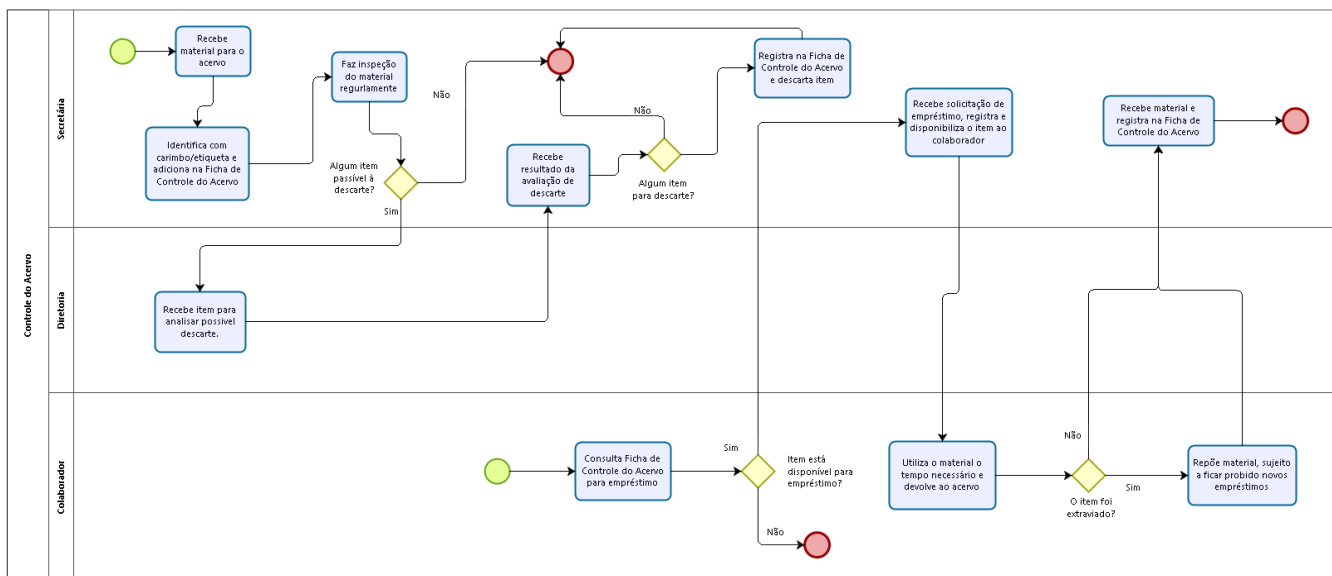 Controle do Acervo
Secretária
Recebe
material para o
acervo
Identifica com
carimbo/etiqueta e
adiciona na Ficha de
Controle do Acervo
Faz inspeção
do material
regurlamente
Algum item
passível à
descarte?
Não
Sim
Recebe
resultado da
avaliação de
descarte
Não
Algum item
para descarte?
Registra na Ficha de
Controle do Acervo
e descarta item
Recebe solicitação de
empréstimo, registra e
disponibiliza o item ao
colaborador
Recebe material e
registra na Ficha de
Controle do Acervo
Diretoria
Recebe item para
analisar possivel
descarte.
Colaborador
Consulta Ficha de
Controle do Acervo
para empréstimo
Sim
Item está
disponível para
empréstimo?
Não
Utiliza o material o
tempo necessário e
devolve ao acervo
Não
Sim
O item foi
extraviado?
Repõe material, sujeito
a ficar probido novos
empréstimos